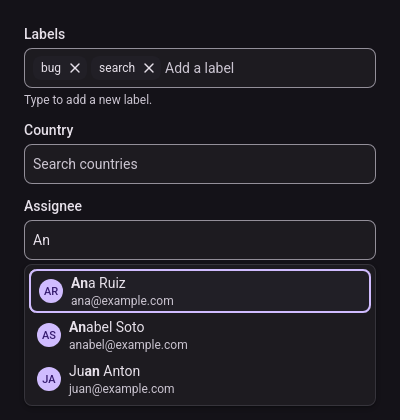 Labels
bug search Add a label
Type to add a new label.
Country
Search countries
Assignee
An
AR Ana Ruiz
ana@example.com
AS Anabel Soto
anabel@example.com
JA Juan Anton
juan@example.com